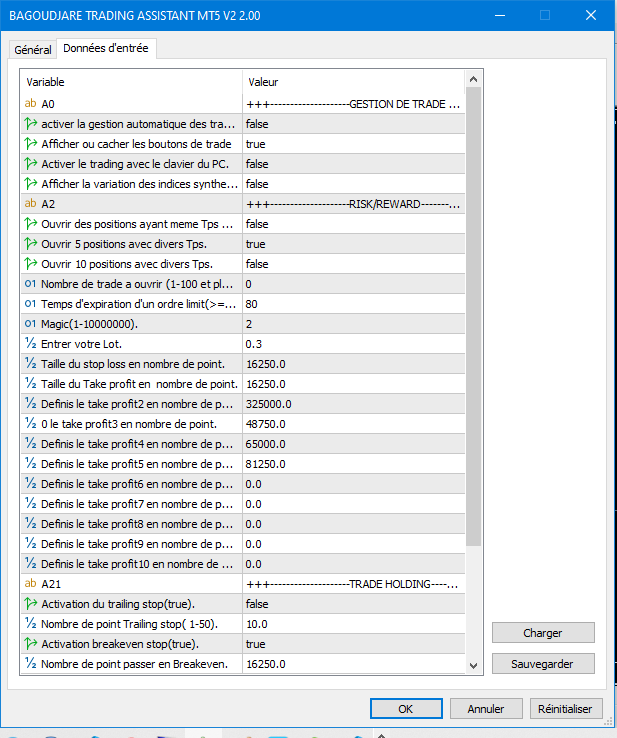 BAGOUDJARE TRADING ASSISTANT MT5 V2 2.00
Général Données d'entrée
Variable Valeur
ab A0 +++--------------------GESTION DE TRADE ...
activer la gestion automatique des tra... false
Afficher ou cacher les boutons de trade true
Activer le trading avec le clavier du PC. false
Afficher la variation des indices synthe... false
ab A2 +++--------------------RISK/REWARD-------...
Ouvrir des positions ayant meme Tps ... false
Ouvrir 5 positions avec divers Tps. true
Ouvrir 10 positions avec divers Tps. false
01 Nombre de trade a ouvrir (1-100 et pl... 0
01 Temps d'expiration d'un ordre limit(>=... 80
01 Magic(1-10000000). 2
½ Entrer votre Lot. 0.3
½ Taille du stop loss en nombre de point. 16250.0
½ Taille du Take profit en  nombre de point. 16250.0
½ Definis le take profit2 en nombre de p... 325000.0
½ 0 le take profit3 en nombre de point. 48750.0
½ Definis le take profit4 en nombre de p... 65000.0
½ Definis le take profit5 en nombre de p... 81250.0
½ Definis le take profit6 en nombre de p... 0.0
½ Definis le take profit7 en nombre de p... 0.0
½ Definis le take profit8 en nombre de p... 0.0
½ Definis le take profit9 en nombre de p... 0.0
½ Definis le take profit10 en nombre de ... 0.0
ab A21 +++--------------------TRADE HOLDING----...
Activation du trailing stop(true). false
½ Nombre de point Trailing stop( 1-50). 10.0
Activation breakeven stop(true). true
½ Nombre de point passer en Breakeven. 16250.0
Charger
Sauvegarder
OK Annuler Réinitialiser